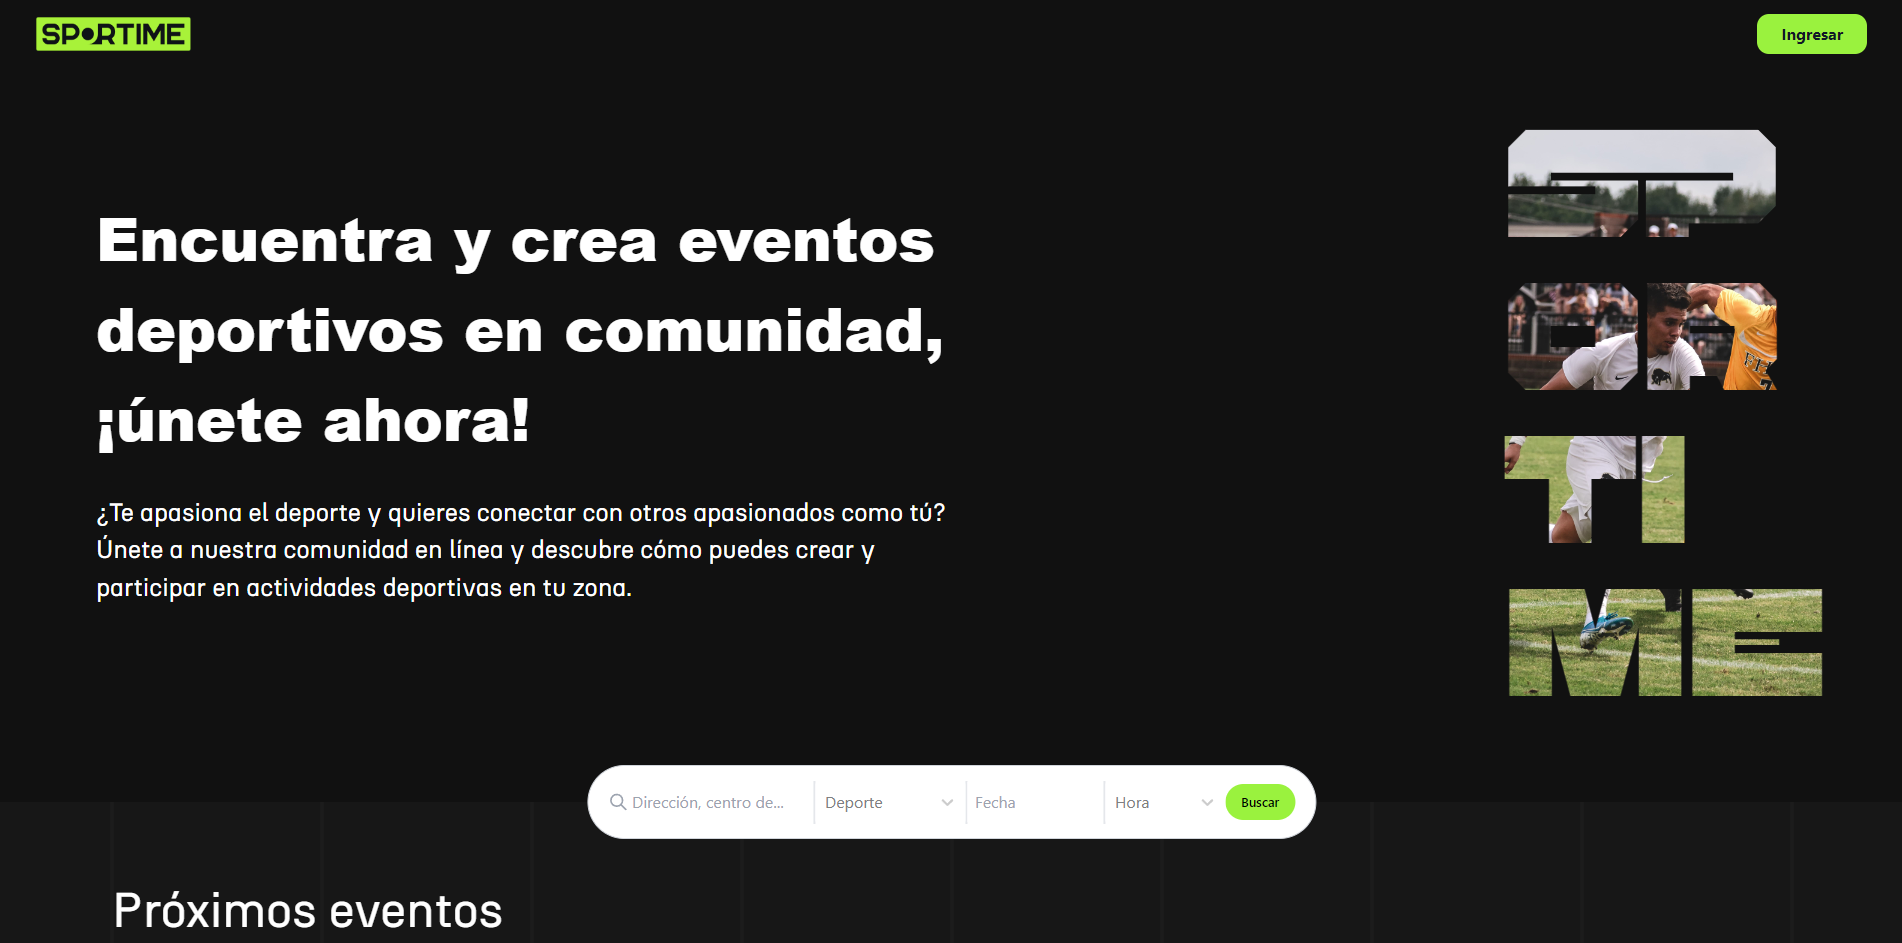 SPORTIME
Ingresar
SP
OR
TI
ME
Encuentra y crea eventos
deportivos en comunidad,
¡únete ahora!
¿Te apasiona el deporte y quieres conectar con otros apasionados como tú?
Únete a nuestra comunidad en línea y descubre cómo puedes crear y
participar en actividades deportivas en tu zona.
Dirección, centro de... Deporte Fecha Hora Buscar
Próximos eventos